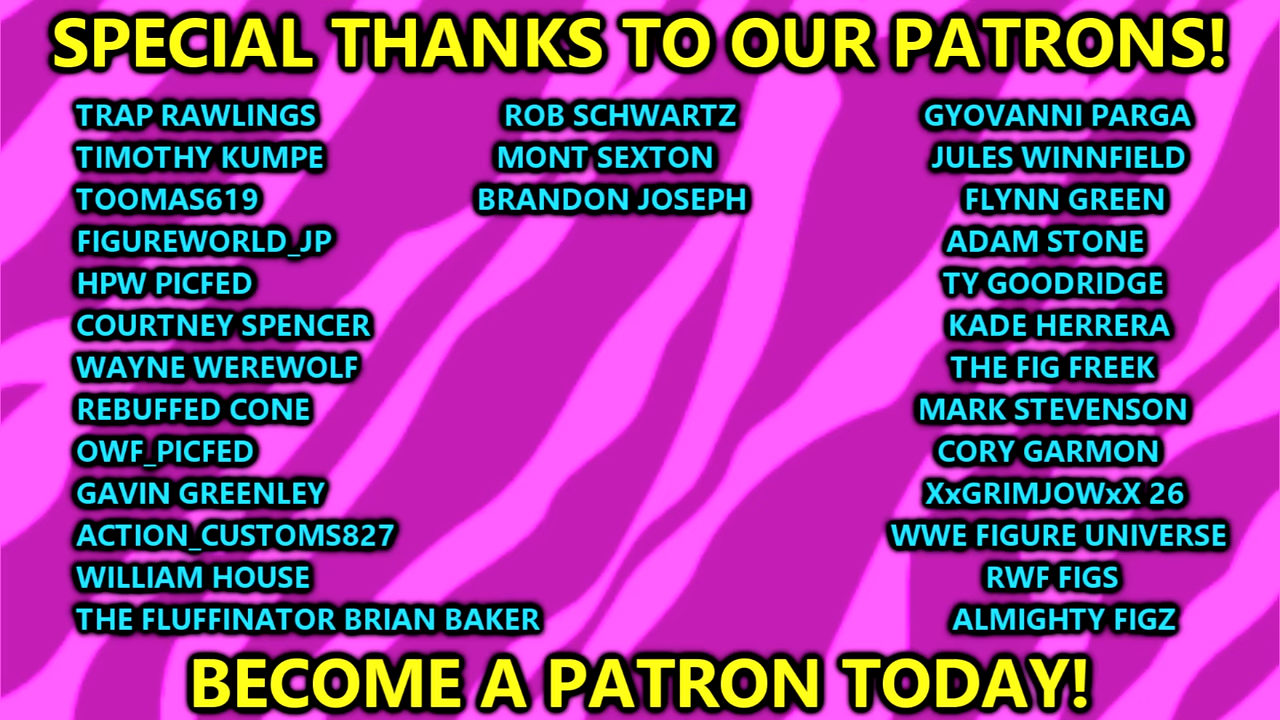 SPECIAL THANKS TO OUR PATRONS!
TRAP RAWLINGS
TIMOTHY KUMPE
TOOMAS619
FIGUREWORLD_JP
HPW PICFED
COURTNEY SPENCER
WAYNE WEREWOLF
REBUFFED CONE
OWF_PICFED
GAVIN GREENLEY
ACTION_CUSTOMS827
WILLIAM HOUSE
THE FLUFFINATOR BRIAN BAKER
ROB SCHWARTZ
MONT SEXTON
BRANDON JOSEPH
GYOVANNI PARGA
JULES WINNFIELD
FLYNN GREEN
ADAM STONE
TY GOODRIDGE
KADE HERRERA
THE FIG FREEK
MARK STEVENSON
CORY GARMON
XxGRIMJOWxX 26
WWE FIGURE UNIVERSE
RWF FIGS
ALMIGHTY FIGZ
BECOME A PATRON TODAY!